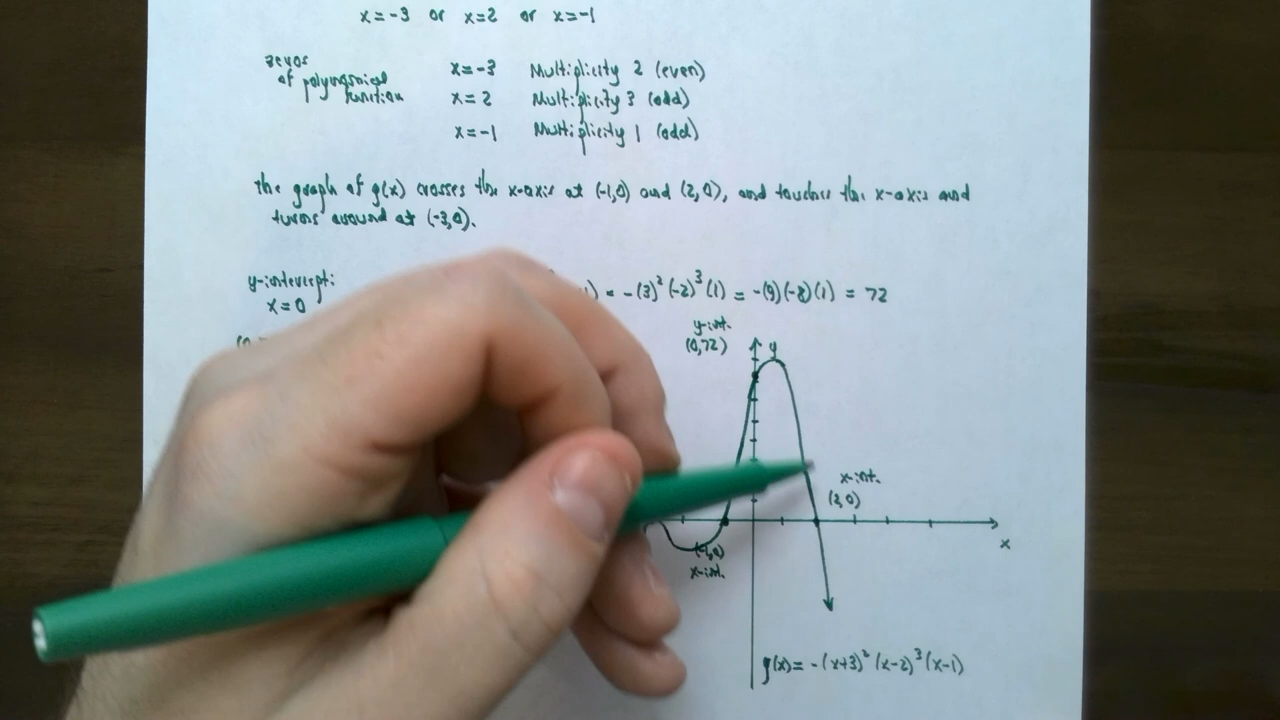 x=-3 or x=2 or x=-1
zeros of polynomial function
x=-3 Multiplicity 2 (even)
x=2 Multiplicity 3 (odd)
x=-1 Multiplicity 1 (odd)
The graph of g(x) crosses the x-axis at (-1,0) and (2,0), and touches the x-axis and
turns around at (-3,0).
y-intercept:
x=0
1) = -(3)²(-2)³(1) = -(9)(-8)(1) = 72
y-int.
(0,72)
y
x-int.
(2,0)
x
(-1,0)
x-int.
g(x)= -(x+3)²(x-2)³(x-1)